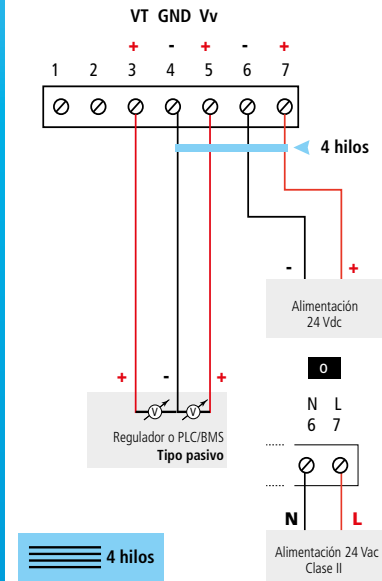 VT GND Vv
+ - + - +
1 2 3 4 5 6 7
4 hilos
- +
Alimentación
24 Vdc
o
+ - +
V V
Regulador o PLC/BMS
Tipo pasivo
N L
6 7
N L
4 hilos
Alimentación 24 Vac
Clase II